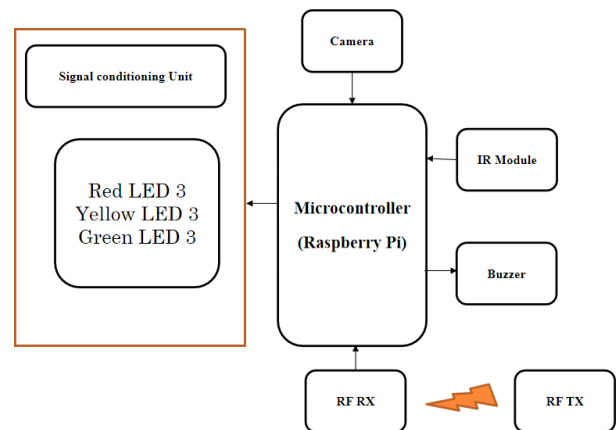 Camera
Signal conditioning Unit
Red LED 3
Yellow LED 3
Green LED 3
Microcontroller
(Raspberry Pi)
IR Module
Buzzer
RF RX
RF TX